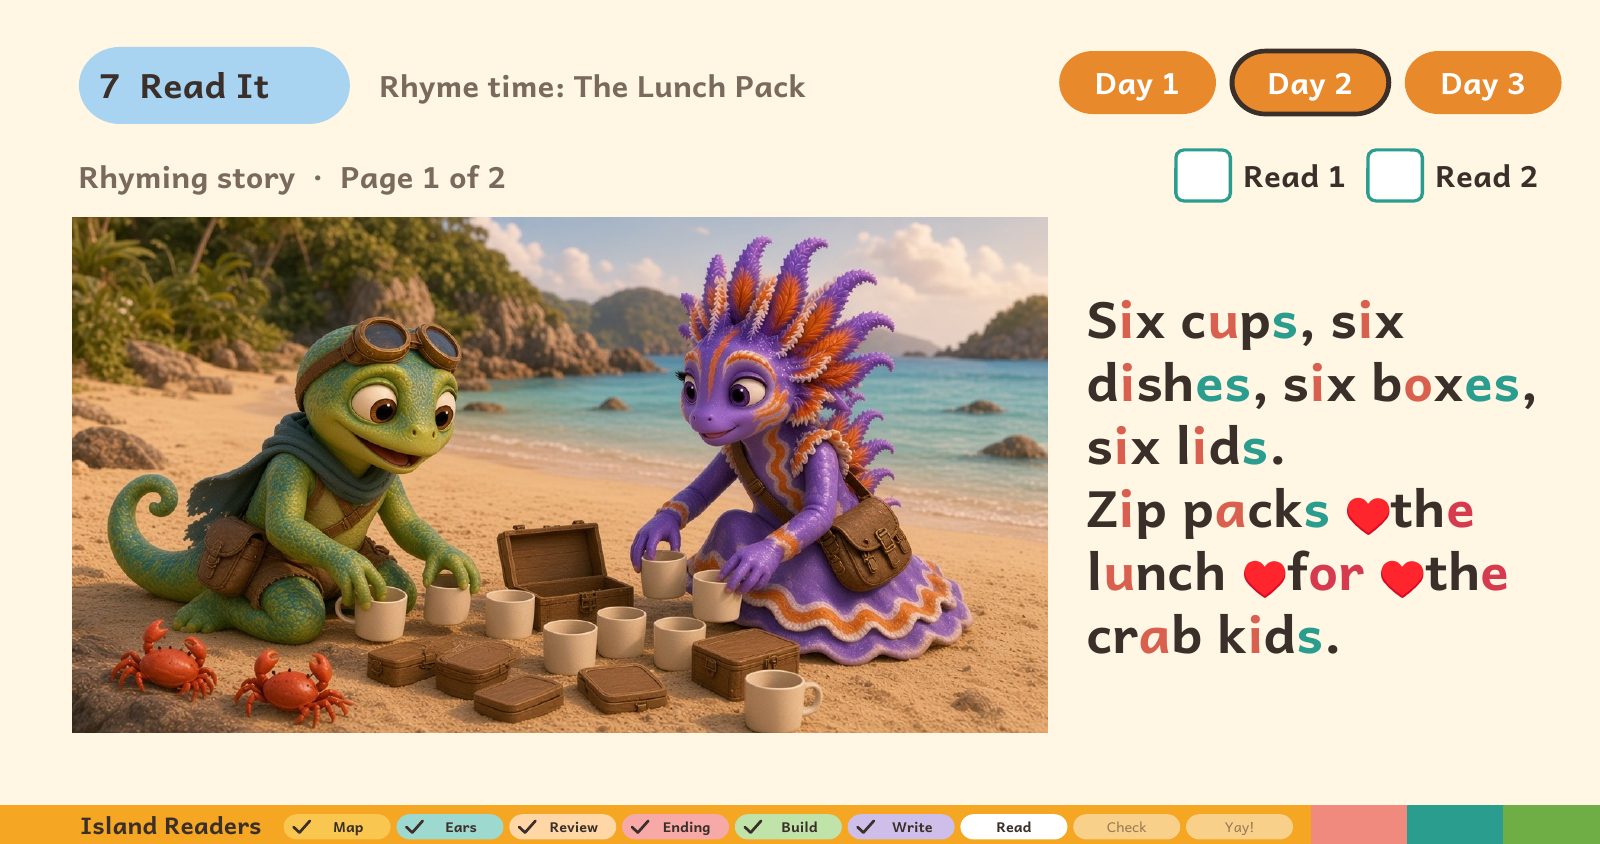 7 Read It
Rhyme time: The Lunch Pack
Day 1
Day 2
Day 3
Rhyming story · Page 1 of 2
Read 1
Read 2
Six cups, six
dishes, six boxes,
six lids.
Zip packs ❤the
lunch ❤for ❤the
crab kids.
Island Readers
✓ Map
✓ Ears
✓ Review
✓ Ending
✓ Build
✓ Write
Read
Check
Yay!